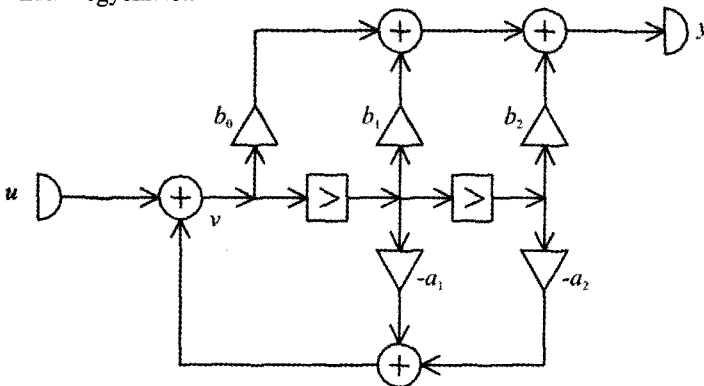 y
b₀ b₁ b₂
u
v
> >
-a₁ -a₂